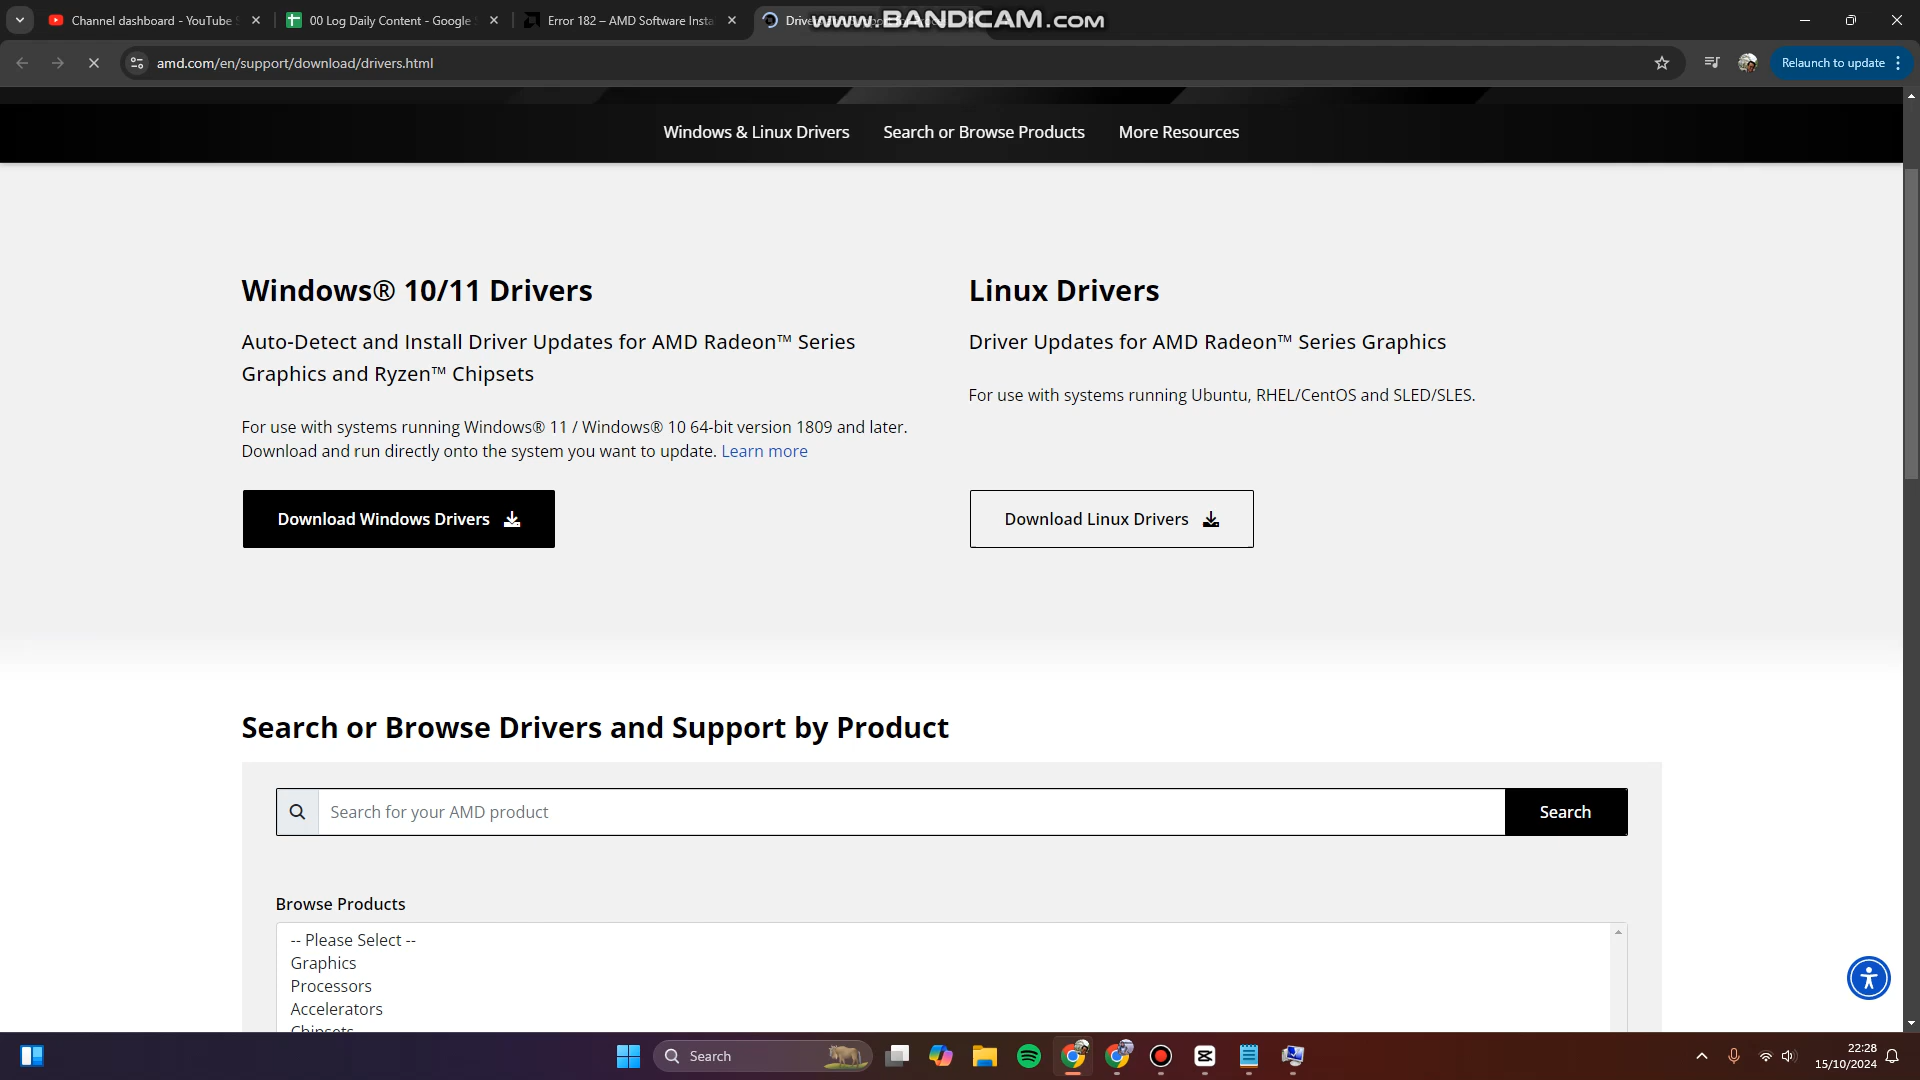 Channel dashboard - YouTube
00 Log Daily Content - Google
Error 182 – AMD Software Insta
www.BANDICAM.com
amd.com/en/support/download/drivers.html
Relaunch to update
Windows & Linux Drivers
Search or Browse Products
More Resources
Windows® 10/11 Drivers
Auto-Detect and Install Driver Updates for AMD Radeon™ Series
Graphics and Ryzen™ Chipsets
For use with systems running Windows® 11 / Windows® 10 64-bit version 1809 and later.
Download and run directly onto the system you want to update. Learn more
Download Windows Drivers
Linux Drivers
Driver Updates for AMD Radeon™ Series Graphics
For use with systems running Ubuntu, RHEL/CentOS and SLED/SLES.
Download Linux Drivers
Search or Browse Drivers and Support by Product
Search for your AMD product
Search
Browse Products
-- Please Select --
Graphics
Processors
Accelerators
Chipsets
Search
22:28
15/10/2024